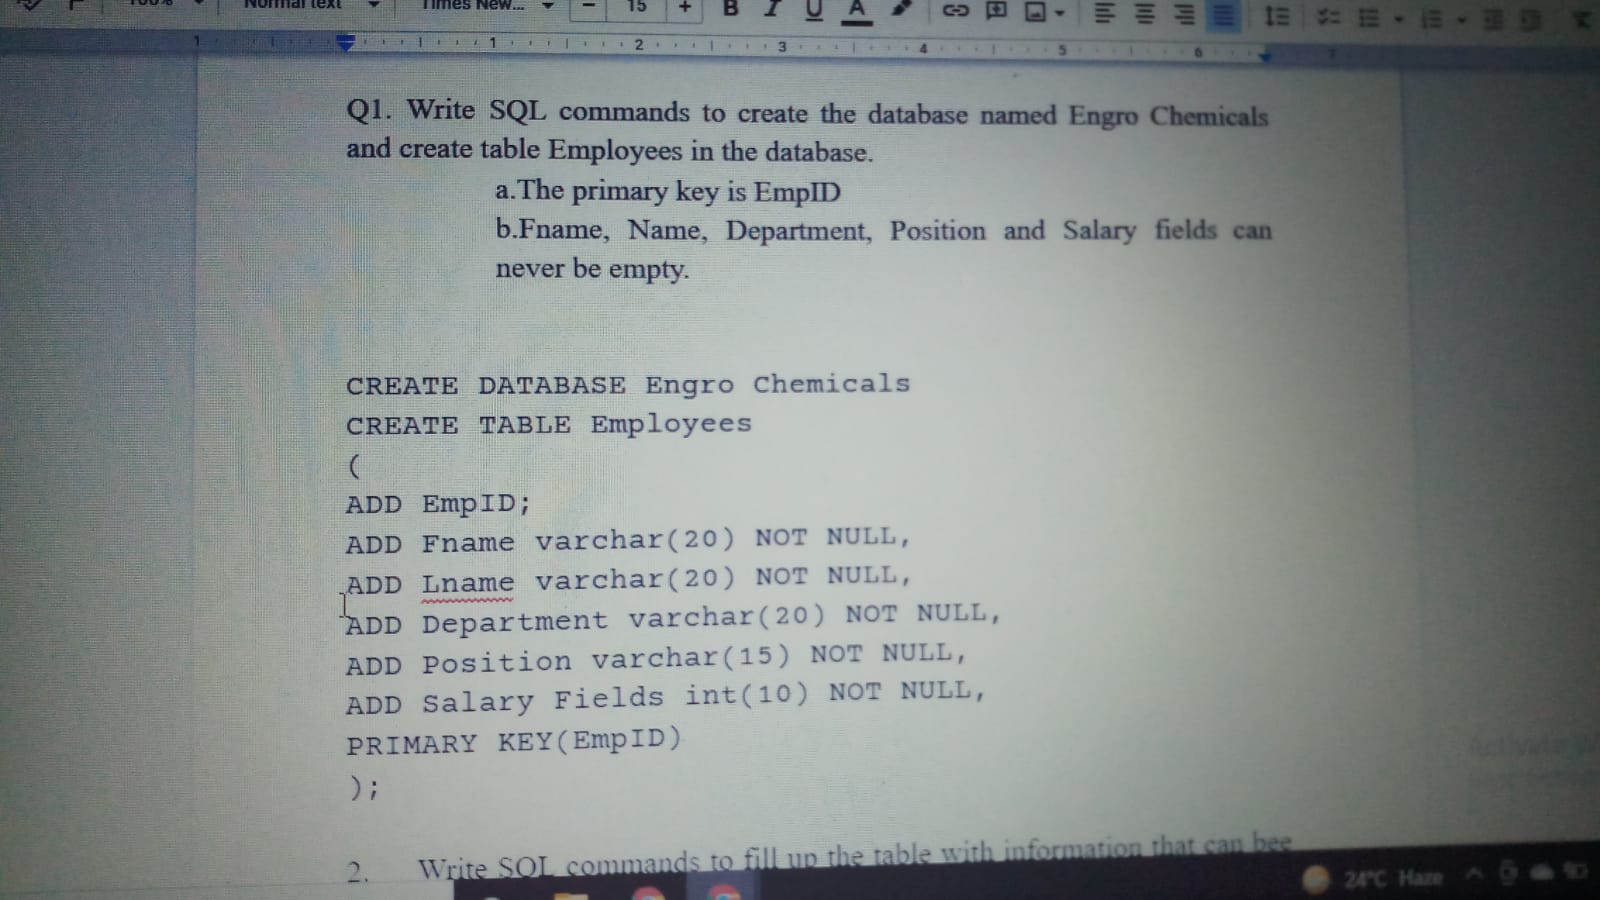 Normal text Times New... 15 + B I U A
1 1 2 3 4 5 6 7
Q1. Write SQL commands to create the database named Engro Chemicals
and create table Employees in the database.
a.The primary key is EmpID
b.Fname, Name, Department, Position and Salary fields can
never be empty.
CREATE DATABASE Engro Chemicals
CREATE TABLE Employees
(
ADD EmpID;
ADD Fname varchar(20) NOT NULL,
ADD Lname varchar(20) NOT NULL,
ADD Department varchar(20) NOT NULL,
ADD Position varchar(15) NOT NULL,
ADD Salary Fields int(10) NOT NULL,
PRIMARY KEY(EmpID)
);
2. Write SQL commands to fill up the table with information that can bee
24°C Haze